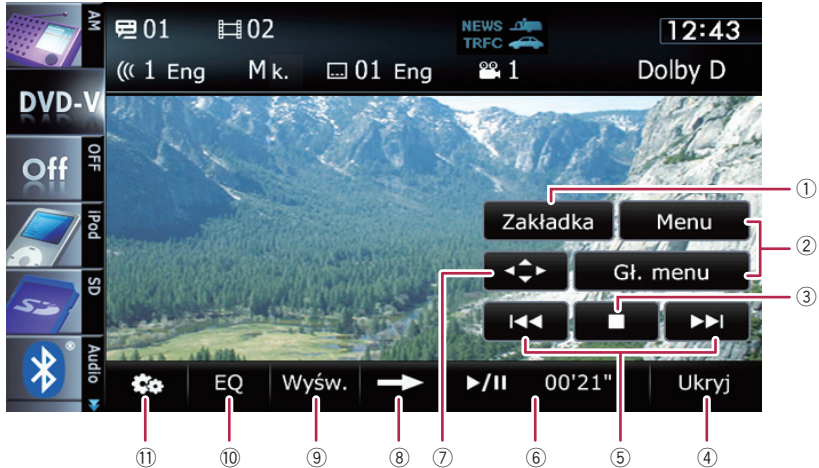 AM
01 02 NEWS TRFC 12:43
1 Eng M k. 01 Eng 1 Dolby D
DVD-V
Off OFF
iPod
SD
Audio
®
Zakładka Menu
Gł. menu
EQ Wyśw. ►/II 00'21" Ukryj
①
②
③
⑦
⑪ ⑩ ⑨ ⑧ ⑥ ⑤ ④